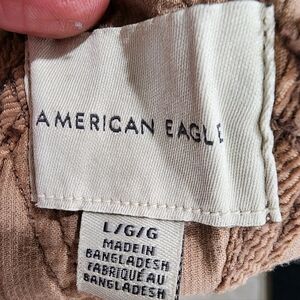 AMERICAN EAGLE
L/G/G
MADE IN
BANGLADESH
FABRIQUÉ AU
BANGLADESH